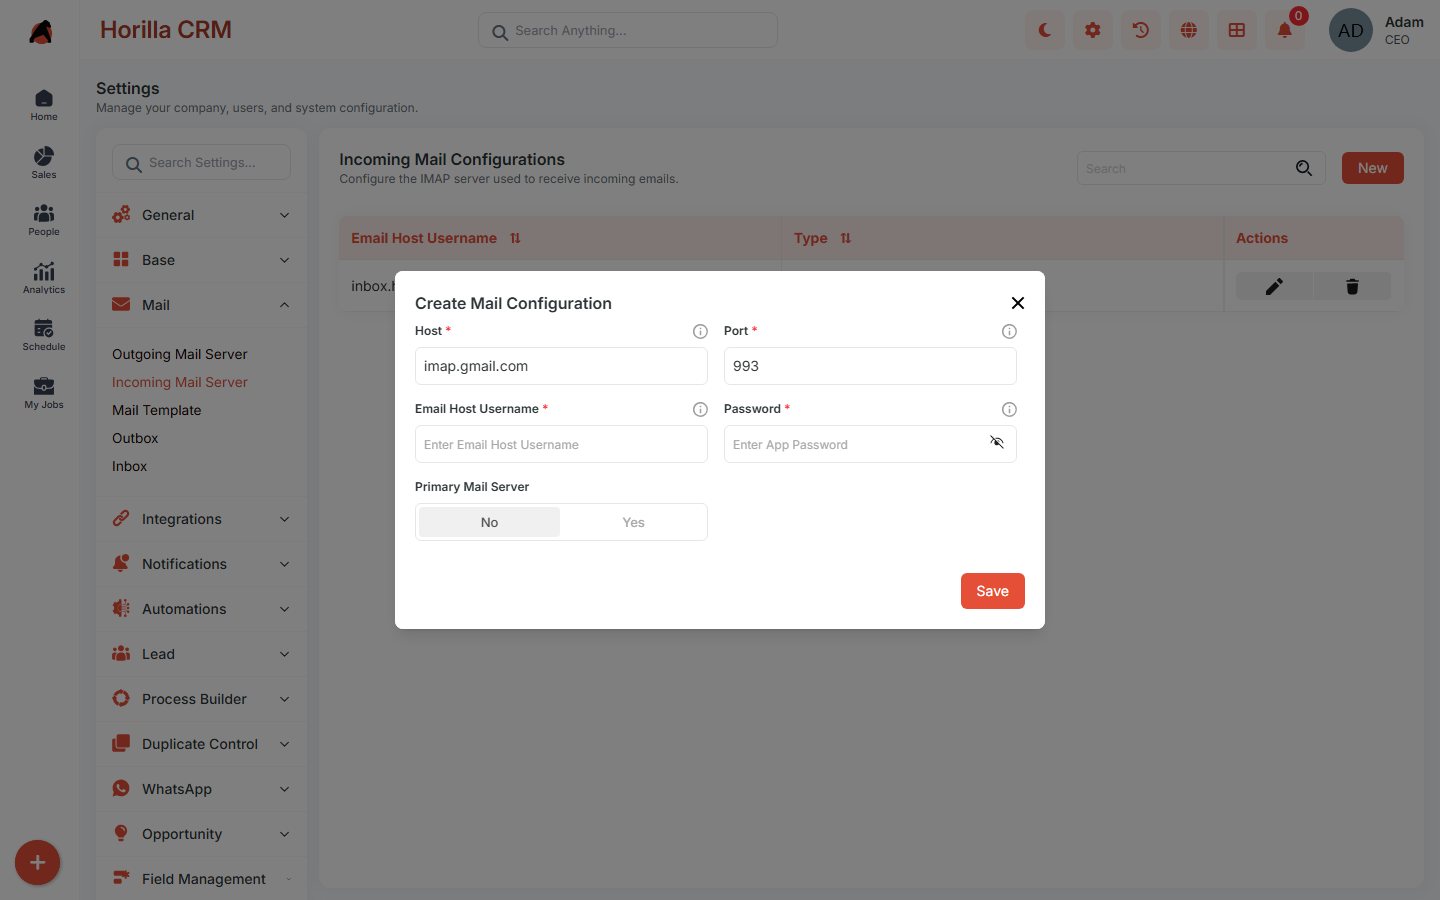 Horilla CRM
Search Anything...
0
AD
Adam
CEO
Home
Sales
People
Analytics
Schedule
My Jobs
Settings
Manage your company, users, and system configuration.
Search Settings...
General
Base
Mail
Outgoing Mail Server
Incoming Mail Server
Mail Template
Outbox
Inbox
Integrations
Notifications
Automations
Lead
Process Builder
Duplicate Control
WhatsApp
Opportunity
Field Management
Incoming Mail Configurations
Configure the IMAP server used to receive incoming emails.
Search
New
Email Host Username
Type
Actions
Create Mail Configuration
Host *
Port *
imap.gmail.com
993
Email Host Username *
Password *
Enter Email Host Username
Enter App Password
Primary Mail Server
No
Yes
Save